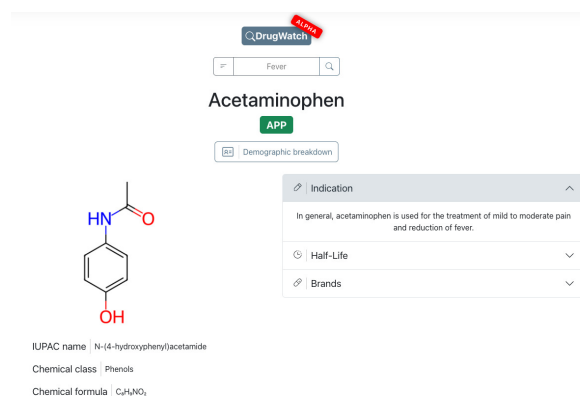 DrugWatch
ALPHA
Fever
Acetaminophen
APP
Demographic breakdown
HN
O
OH
IUPAC name N-(4-hydroxyphenyl)acetamide
Chemical class Phenols
Chemical formula C₈H₉NO₂
Indication
In general, acetaminophen is used for the treatment of mild to moderate pain
and reduction of fever.
Half-Life
Brands